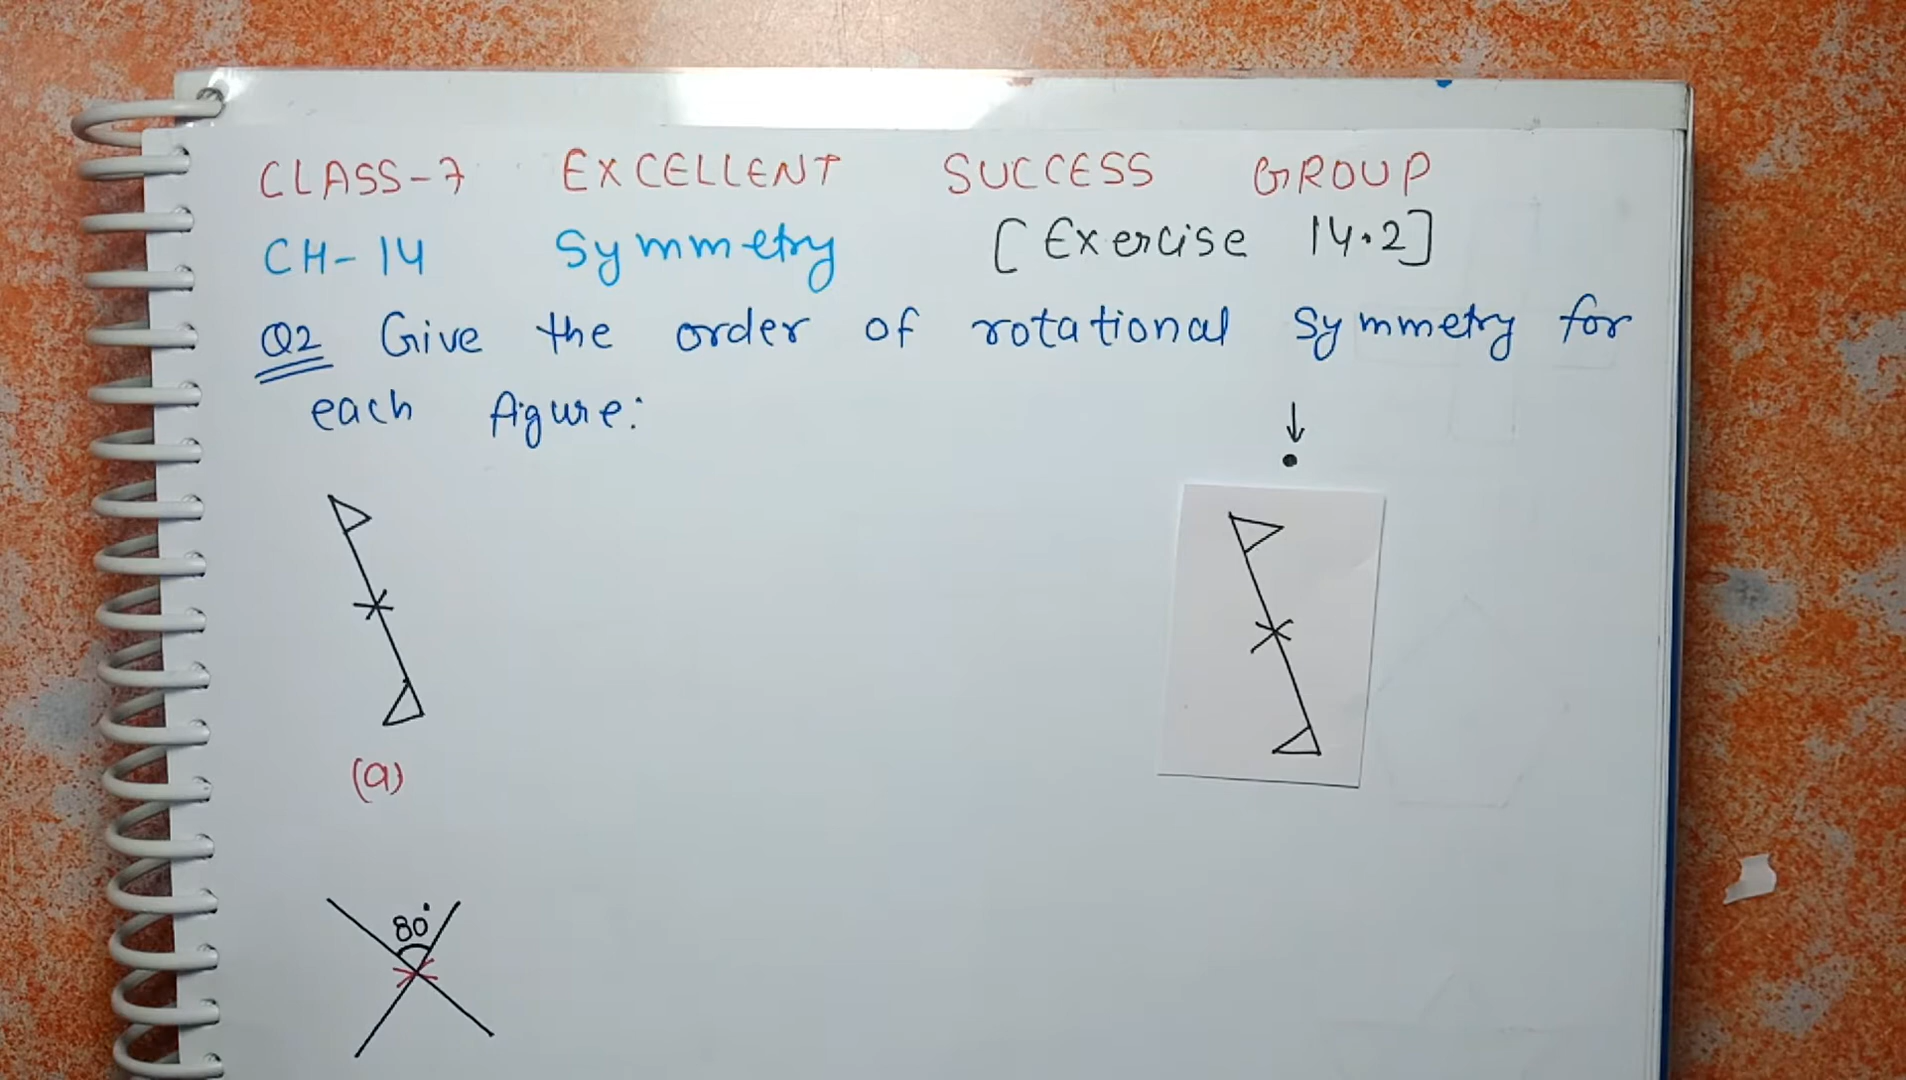 CLASS-7 EXCELLENT SUCCESS GROUP
CH-14 Symmetry [Exercise 14.2]
Q2 Give the order of rotational Symmetry for
each figure:
(a)
80°